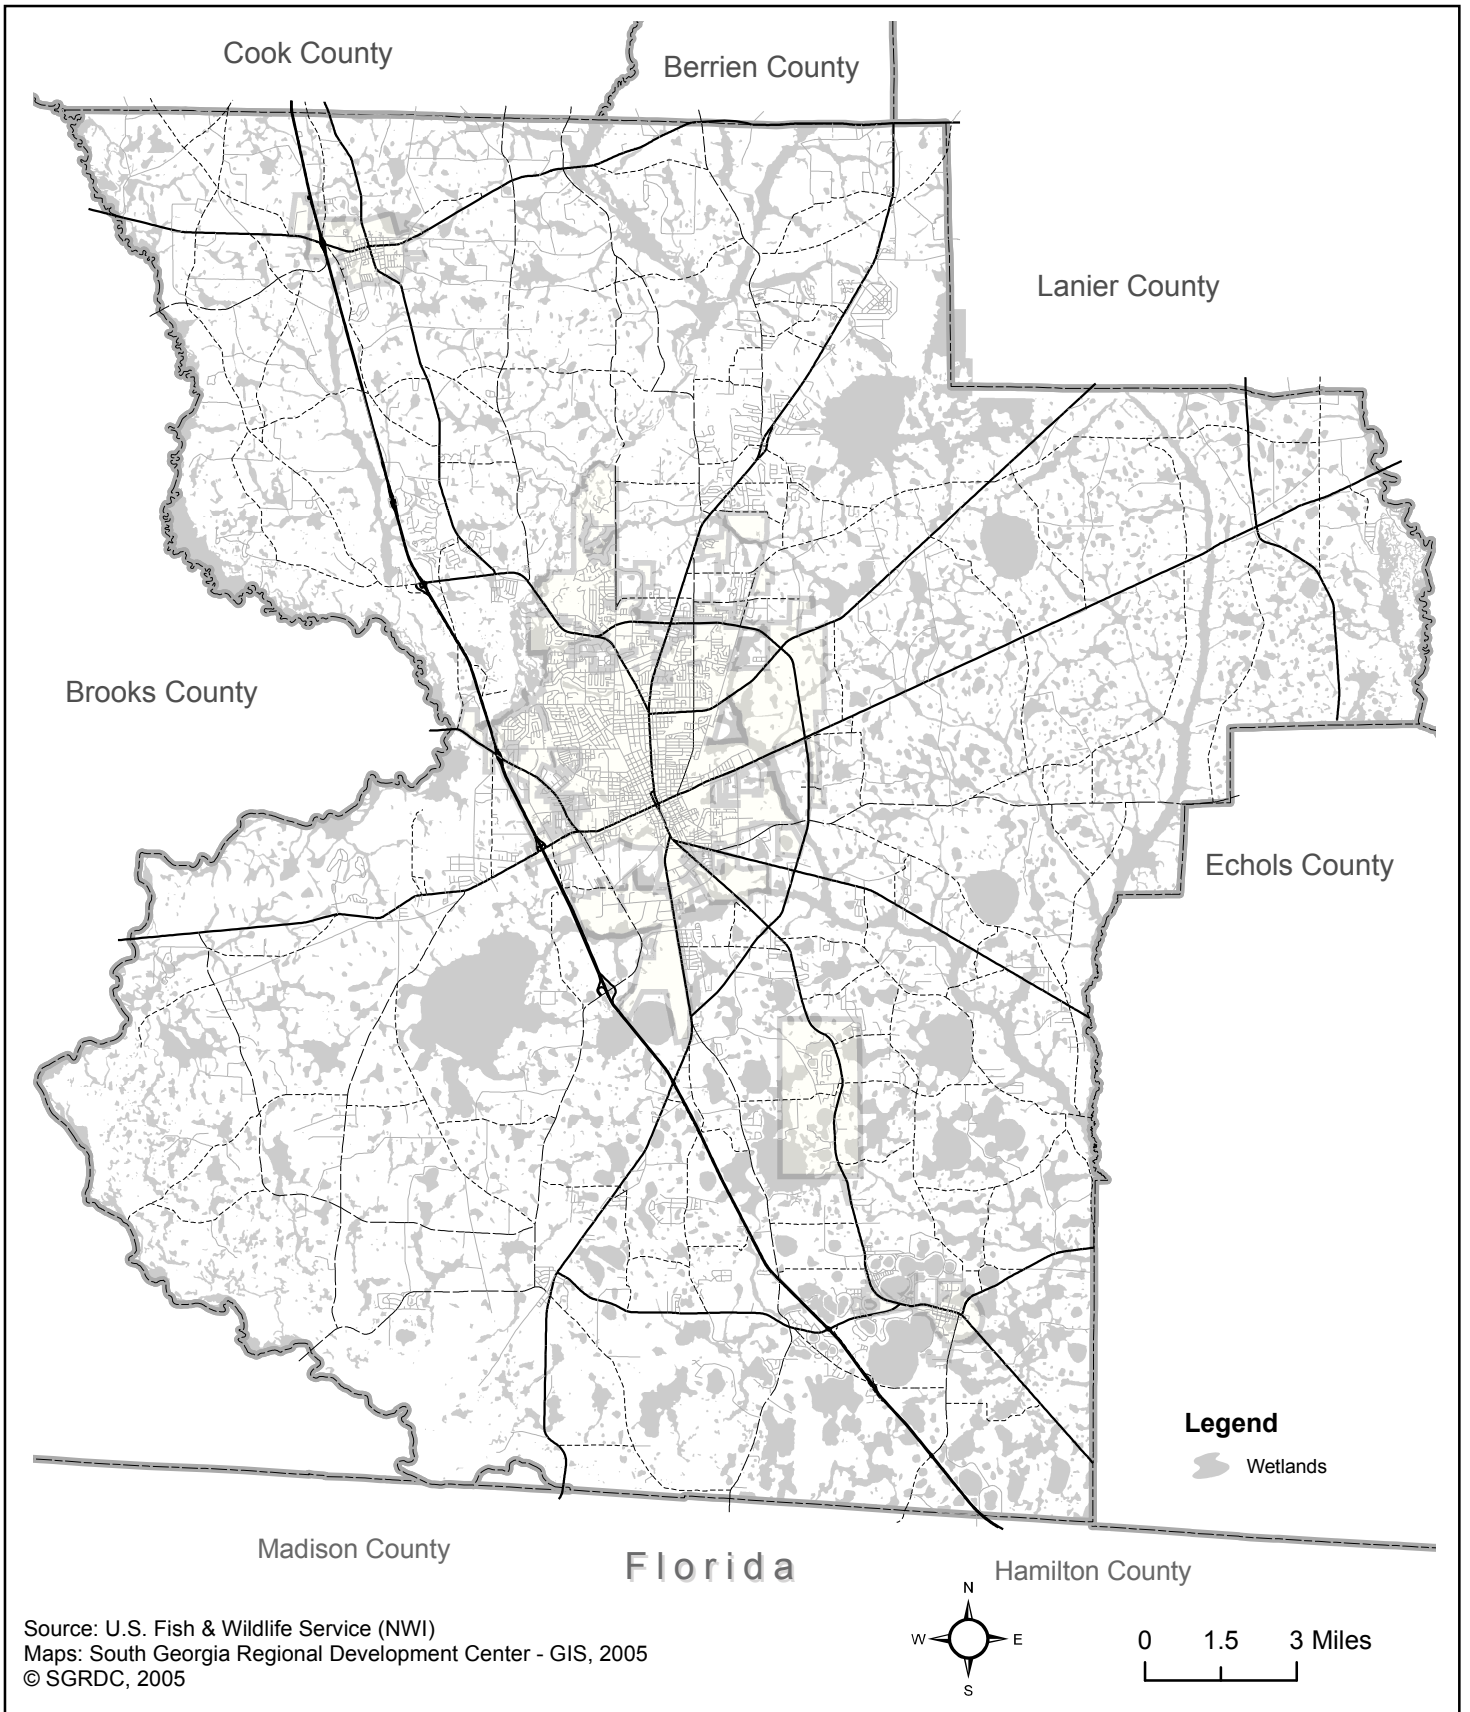 Cook County
Berrien County
Lanier County
Brooks County
Echols County
Legend
Wetlands
Madison County
Florida
Hamilton County
N
W E
S
0 1.5 3 Miles
Source: U.S. Fish & Wildlife Service (NWI)
Maps: South Georgia Regional Development Center - GIS, 2005
© SGRDC, 2005